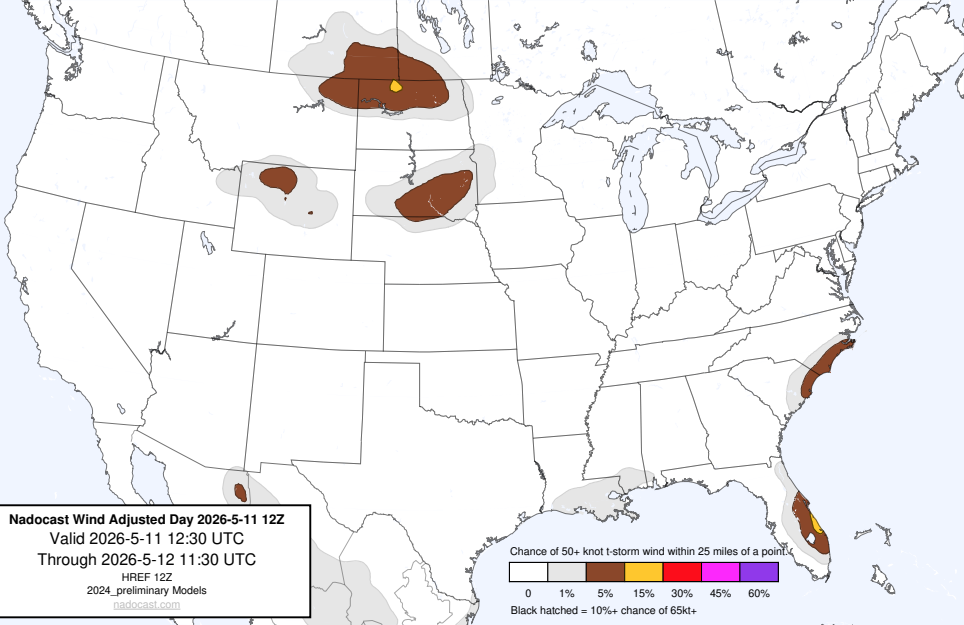 Nadocast Wind Adjusted Day 2026-5-11 12Z
Valid 2026-5-11 12:30 UTC
Through 2026-5-12 11:30 UTC
HREF 12Z
2024_preliminary Models
nadocast.com
Chance of 50+ knot t-storm wind within 25 miles of a point.
0 1% 5% 15% 30% 45% 60%
Black hatched = 10%+ chance of 65kt+